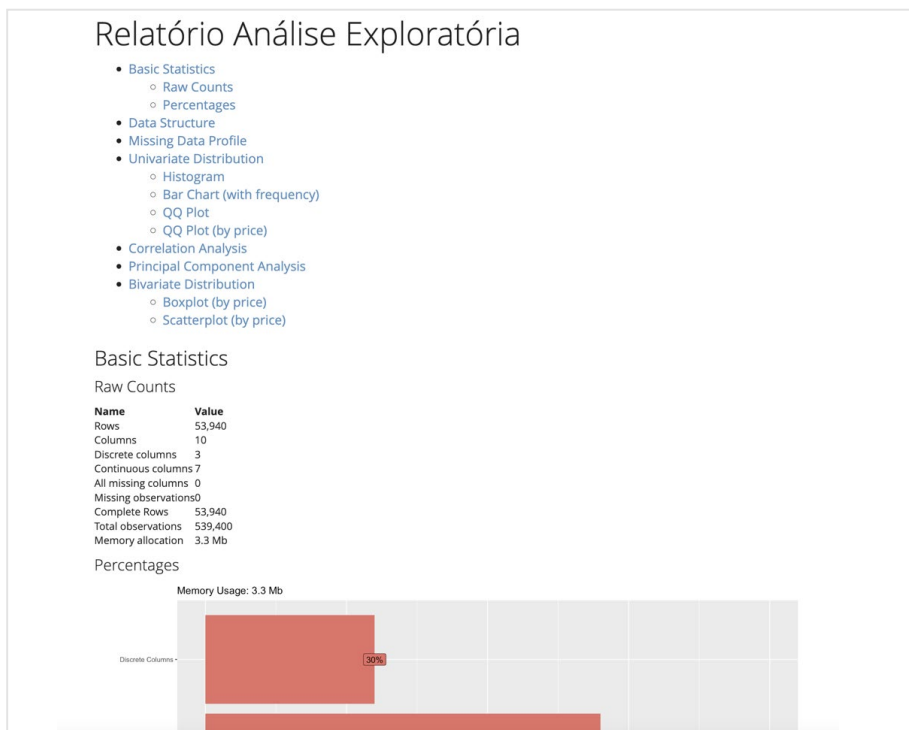 Relatório Análise Exploratória
Basic Statistics
Raw Counts
Percentages
Data Structure
Missing Data Profile
Univariate Distribution
Histogram
Bar Chart (with frequency)
QQ Plot
QQ Plot (by price)
Correlation Analysis
Principal Component Analysis
Bivariate Distribution
Boxplot (by price)
Scatterplot (by price)
Basic Statistics
Raw Counts
Name Value
Rows 53,940
Columns 10
Discrete columns 3
Continuous columns 7
All missing columns 0
Missing observations0
Complete Rows 53,940
Total observations 539,400
Memory allocation 3.3 Mb
Percentages
Memory Usage: 3.3 Mb
Discrete Columns
30%